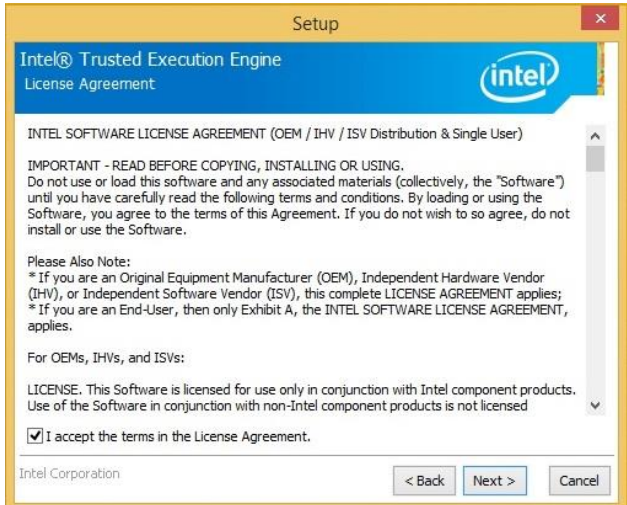 Setup
Intel® Trusted Execution Engine
License Agreement
intel
INTEL SOFTWARE LICENSE AGREEMENT (OEM / IHV / ISV Distribution & Single User)
IMPORTANT - READ BEFORE COPYING, INSTALLING OR USING.
Do not use or load this software and any associated materials (collectively, the "Software")
until you have carefully read the following terms and conditions. By loading or using the
Software, you agree to the terms of this Agreement. If you do not wish to so agree, do not
install or use the Software.
Please Also Note:
* If you are an Original Equipment Manufacturer (OEM), Independent Hardware Vendor
(IHV), or Independent Software Vendor (ISV), this complete LICENSE AGREEMENT applies;
* If you are an End-User, then only Exhibit A, the INTEL SOFTWARE LICENSE AGREEMENT,
applies.
For OEMs, IHVs, and ISVs:
LICENSE. This Software is licensed for use only in conjunction with Intel component products.
Use of the Software in conjunction with non-Intel component products is not licensed
I accept the terms in the License Agreement.
Intel Corporation
< Back Next > Cancel